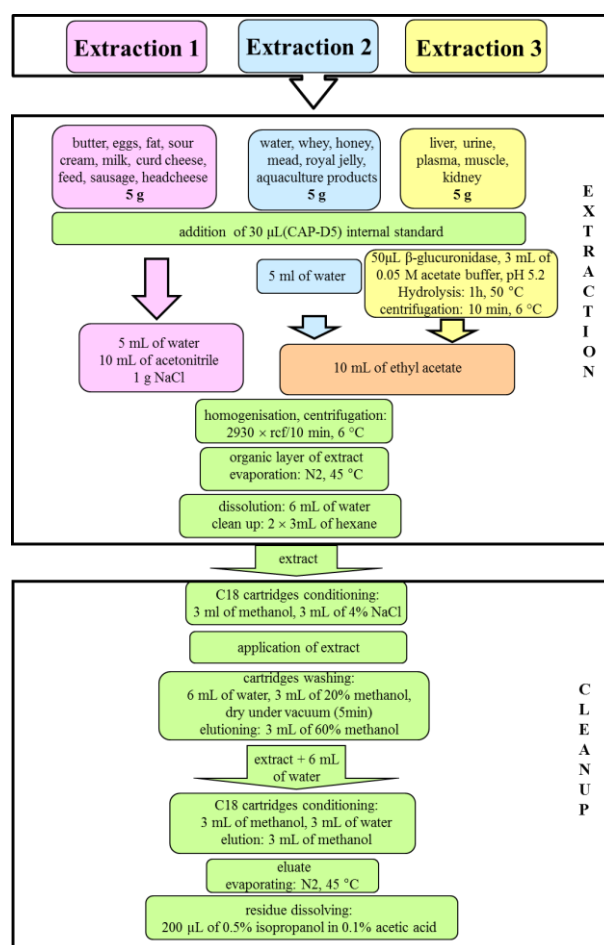 Extraction 1
Extraction 2
Extraction 3
butter, eggs, fat, sour
cream, milk, curd cheese,
feed, sausage, headcheese
5 g
water, whey, honey,
mead, royal jelly,
aquaculture products
5 g
liver, urine,
plasma, muscle,
kidney
5 g
addition of 30 μL(CAP-D5) internal standard
5 ml of water
50μL β-glucuronidase, 3 mL of
0.05 M acetate buffer, pH 5.2
Hydrolysis: 1h, 50 °C
centrifugation: 10 min, 6 °C
5 mL of water
10 mL of acetonitrile
1 g NaCl
10 mL of ethyl acetate
homogenisation, centrifugation:
2930 × rcf/10 min, 6 °C
organic layer of extract
evaporation: N2, 45 °C
dissolution: 6 mL of water
clean up: 2 × 3mL of hexane
EXTRACTION
extract
C18 cartridges conditioning:
3 ml of methanol, 3 mL of 4% NaCl
application of extract
cartridges washing:
6 mL of water, 3 mL of 20% methanol,
dry under vacuum (5min)
elutioning: 3 mL of 60% methanol
extract + 6 mL
of water
C18 cartridges conditioning:
3 mL of methanol, 3 mL of water
elution: 3 mL of methanol
eluate
evaporating: N2, 45 °C
residue dissolving:
200 μL of 0.5% isopropanol in 0.1% acetic acid
CLEANUP